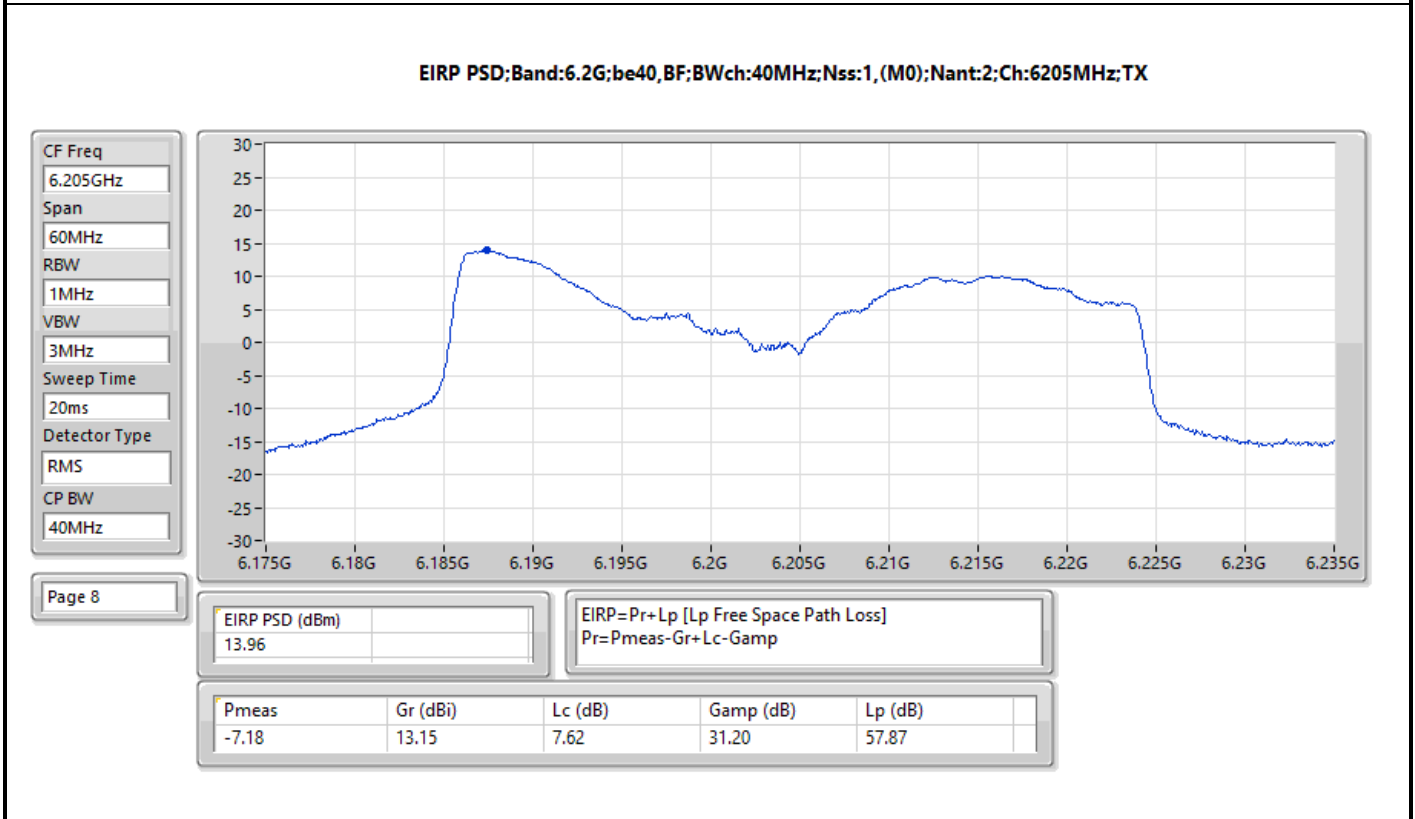 EIRP PSD;Band:6.2G;be40,BF;BWch:40MHz;Nss:1,(M0);Nant:2;Ch:6205MHz;TX
CF Freq
6.205GHz
Span
60MHz
RBW
1MHz
VBW
3MHz
Sweep Time
20ms
Detector Type
RMS
CP BW
40MHz
Page 8
30
25
20
15
10
5
0
-5
-10
-15
-20
-25
-30
6.175G 6.18G 6.185G 6.19G 6.195G 6.2G 6.205G 6.21G 6.215G 6.22G 6.225G 6.23G 6.235G
EIRP PSD (dBm)
13.96
EIRP=Pr+Lp [Lp Free Space Path Loss]
Pr=Pmeas-Gr+Lc-Gamp
Pmeas Gr (dBi) Lc (dB) Gamp (dB) Lp (dB)
-7.18 13.15 7.62 31.20 57.87